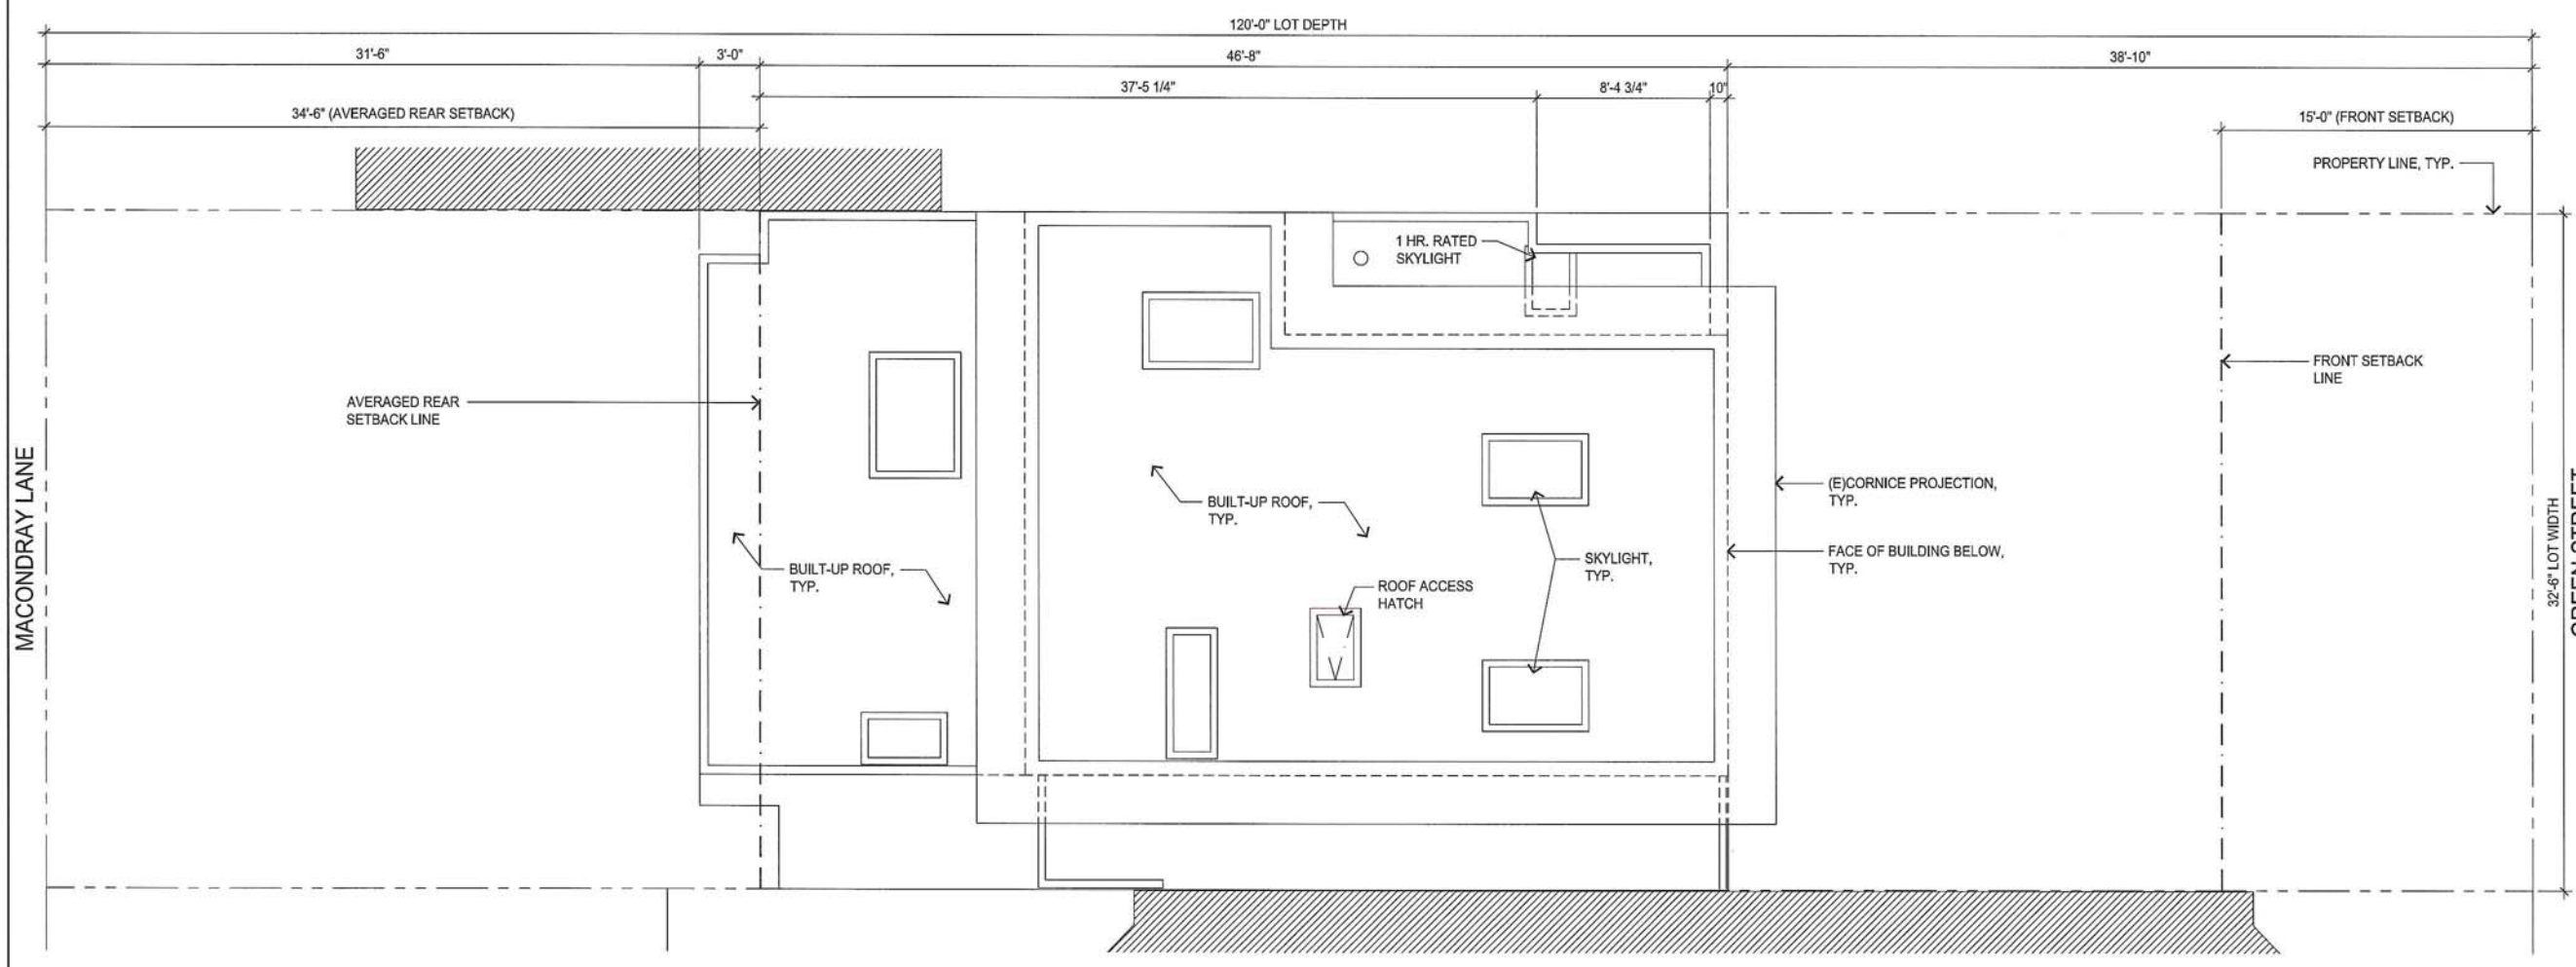 120'-0" LOT DEPTH
31'-6"
3'-0"
46'-8"
38'-10"
37'-5 1/4"
8'-4 3/4"
10"
34'-6" (AVERAGED REAR SETBACK)
15'-0" (FRONT SETBACK)
PROPERTY LINE, TYP.
1 HR. RATED
SKYLIGHT
FRONT SETBACK
LINE
AVERAGED REAR
SETBACK LINE
MACONDRAY LANE
BUILT-UP ROOF,
TYP.
(E)CORNICE PROJECTION,
TYP.
FACE OF BUILDING BELOW,
TYP.
SKYLIGHT,
TYP.
BUILT-UP ROOF,
TYP.
ROOF ACCESS
HATCH
32'-6" LOT WIDTH